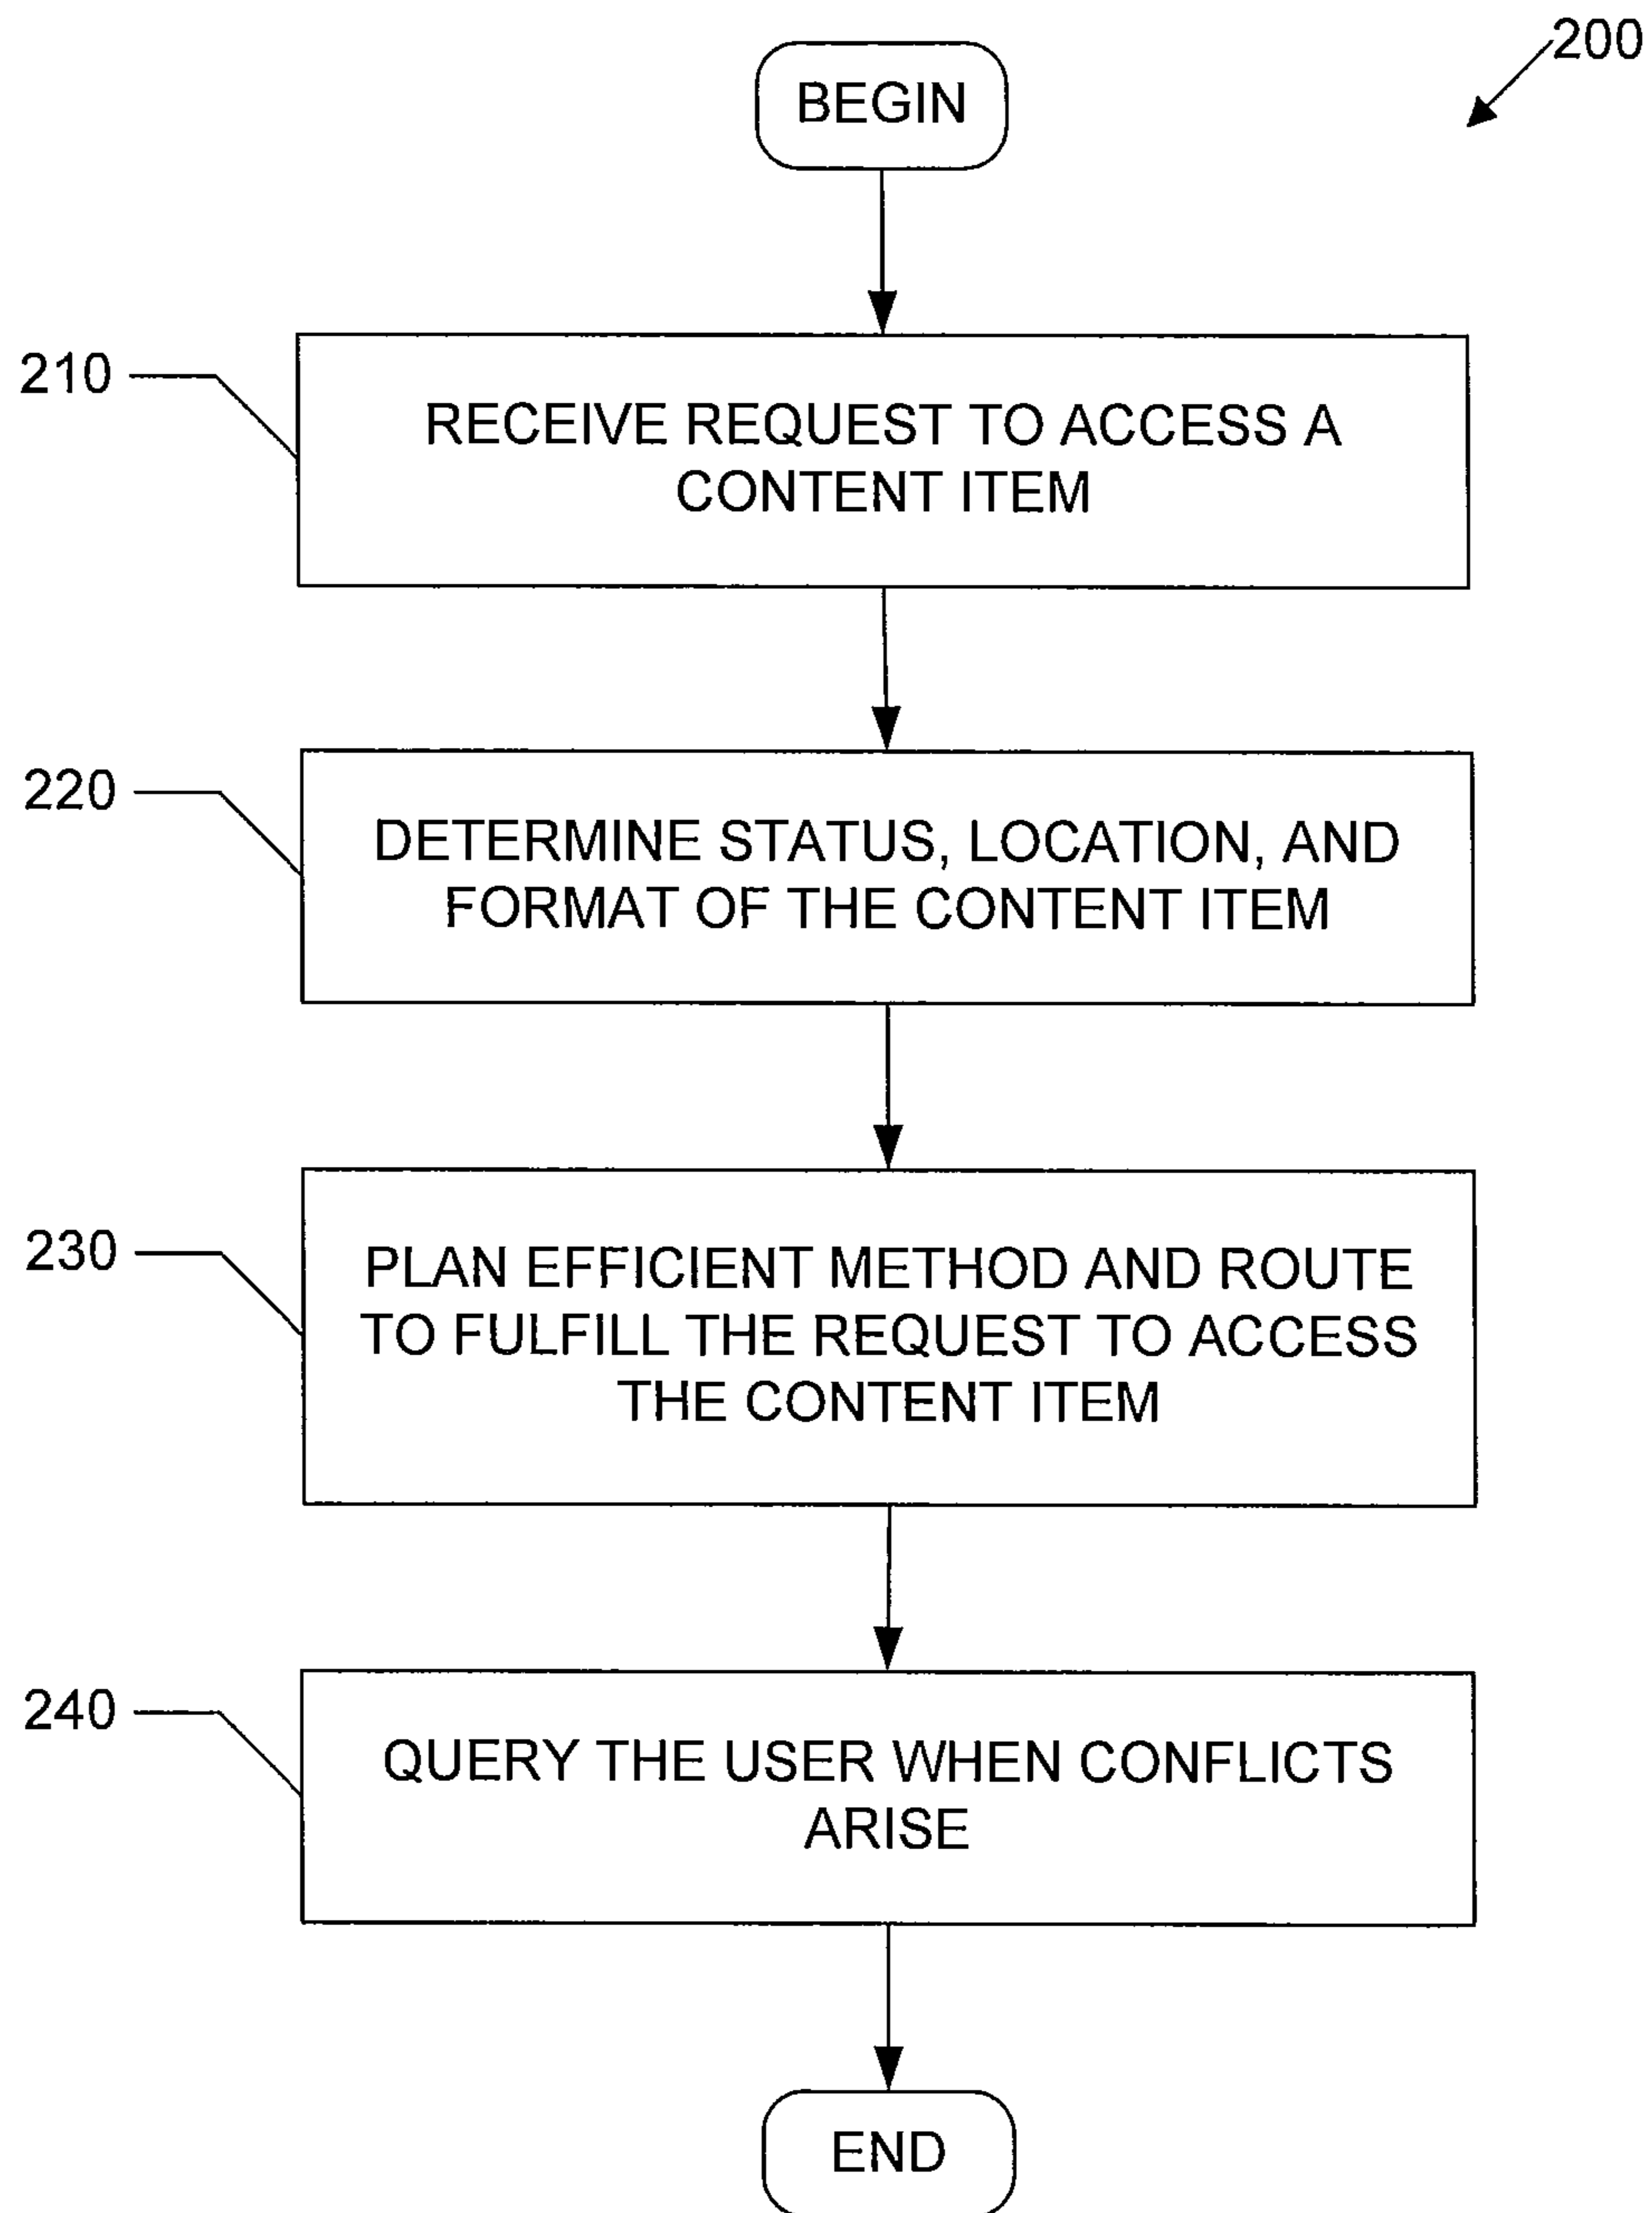 200
BEGIN
210
RECEIVE REQUEST TO ACCESS A
CONTENT ITEM
220
DETERMINE STATUS, LOCATION, AND
FORMAT OF THE CONTENT ITEM
230
PLAN EFFICIENT METHOD AND ROUTE
TO FULFILL THE REQUEST TO ACCESS
THE CONTENT ITEM
240
QUERY THE USER WHEN CONFLICTS
ARISE
END